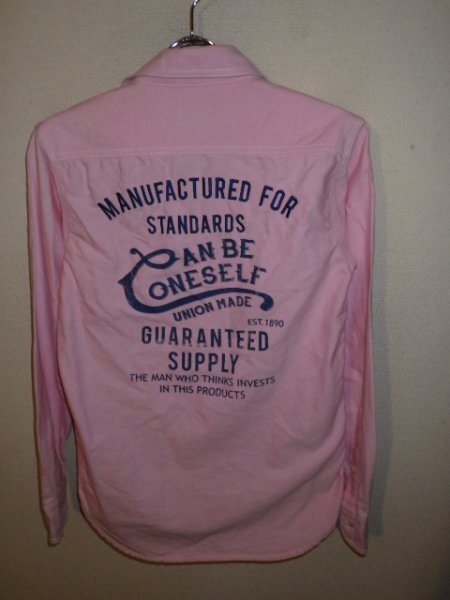 MANUFACTURED FOR
STANDARDS
CAN BE
ONESELF
UNION MADE
EST.1890
GUARANTEED
SUPPLY
THE MAN WHO THINKS INVESTS
IN THIS PRODUCTS